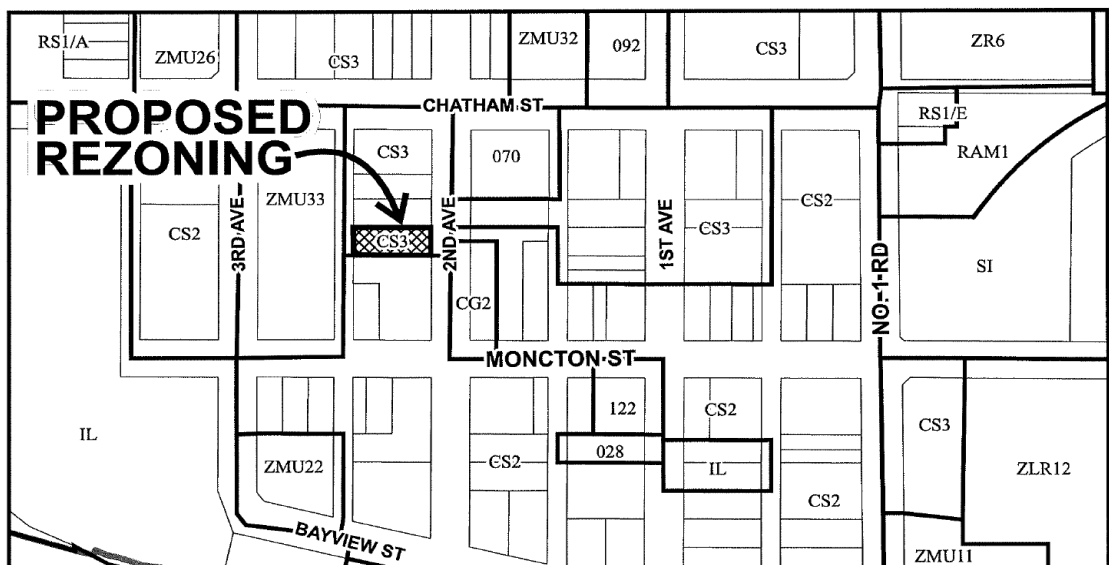 RS1/A
ZMU26
CS3
ZMU32
092
CS3
ZR6
PROPOSED
REZONING
CHATHAM ST
RS1/E
RAM1
CS3
070
ZMU33
CS2
CS2
3RD AVE
CS3
2ND AVE
1ST AVE
CS3
SI
CG2
NO. 1 RD
MONCTON ST
IL
122
CS2
CS3
028
ZMU22
CS2
IL
ZLR12
CS2
BAYVIEW ST
ZMU11